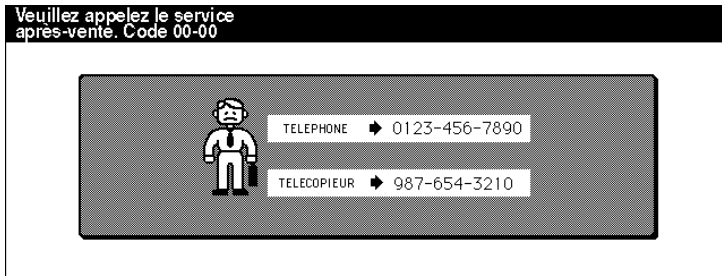 Veuillez appelez le service
après-vente. Code 00-00
TELEPHONE 🡆 0123-456-7890
TELECOPIEUR 🡆 987-654-3210